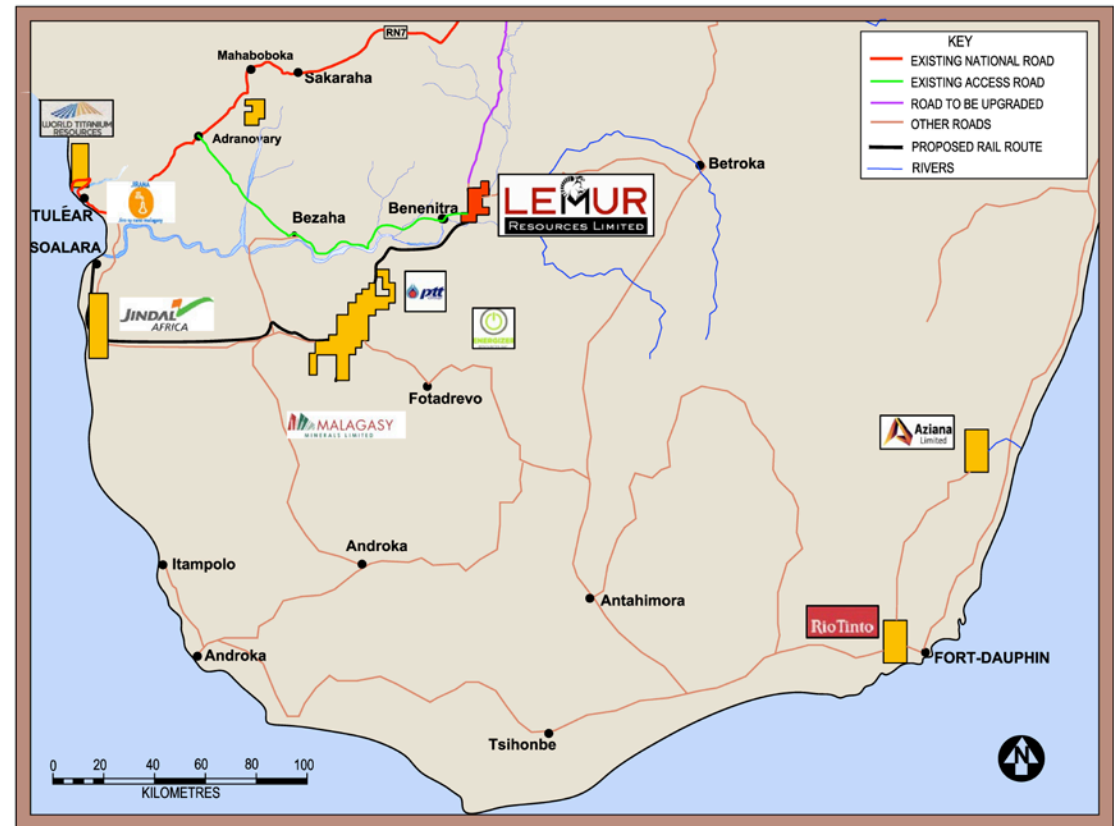 RN7
KEY
EXISTING NATIONAL ROAD
EXISTING ACCESS ROAD
ROAD TO BE UPGRADED
OTHER ROADS
PROPOSED RAIL ROUTE
RIVERS
Mahaboboka
Sakaraha
WORLD TITANIUM
RESOURCES
Adranovary
Betroka
JIRAMA
TULÉAR
Bezaha
Benenitra
LEMUR
RESOURCES LIMITED
SOALARA
ptt
JINDAL
AFRICA
ENERGIZER
Fotadrevo
MALAGASY
MINERALS LIMITED
Aziana
Limited
Itampolo
Androka
Antahimora
RioTinto
Androka
FORT-DAUPHIN
Tsihonbe
N
0 20 40 60 80 100
KILOMETRES